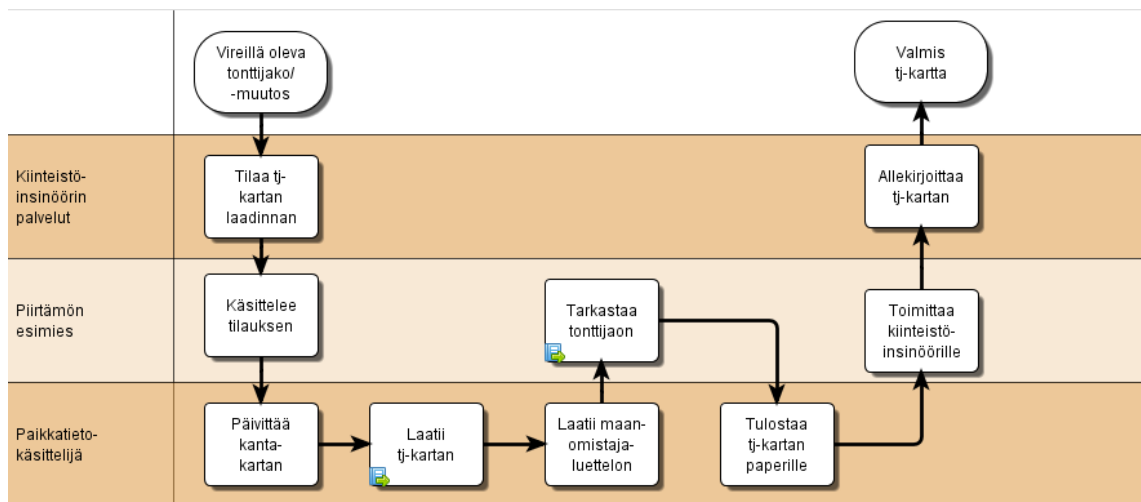 Vireillä oleva
tonttijako/
-muutos
Valmis
tj-kartta
Kiinteistö-
insinöörin
palvelut
Tilaa tj-
kartan
laadinnan
Allekirjoittaa
tj-kartan
Piirtämön
esimies
Käsittelee
tilauksen
Tarkastaa
tonttijaon
Toimittaa
kiinteistö-
insinöörille
Paikkatieto-
käsittelijä
Päivittää
kanta-
kartan
Laatii
tj-kartan
Laatii maan-
omistaja-
luettelon
Tulostaa
tj-kartan
paperille